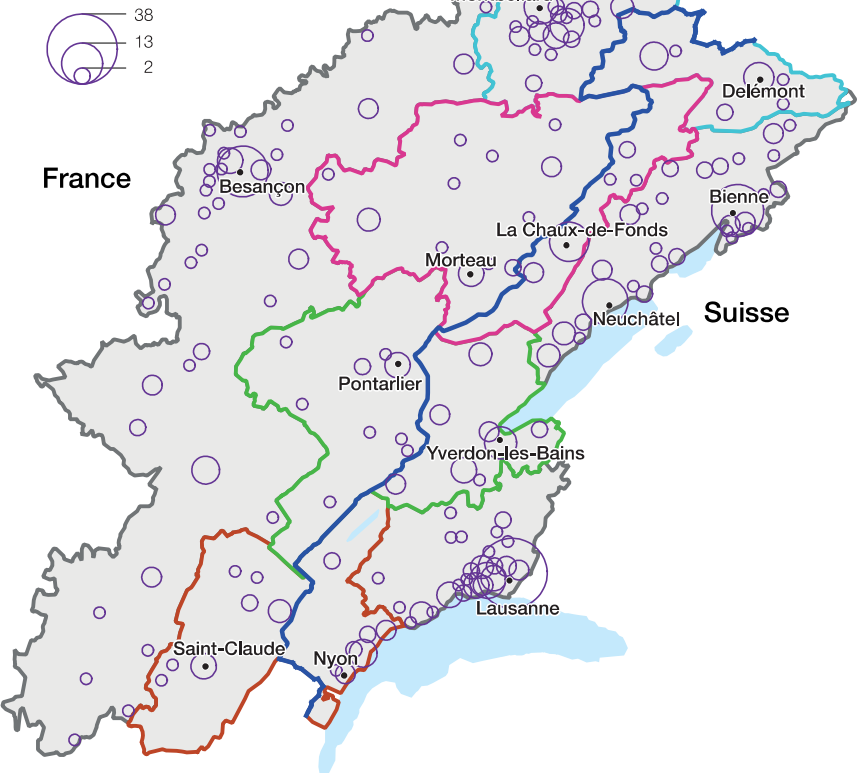 38
13
2
Delémont
France
Besançon
Bienne
La Chaux-de-Fonds
Morteau
Suisse
Neuchâtel
Pontarlier
Yverdon-les-Bains
Lausanne
Saint-Claude
Nyon